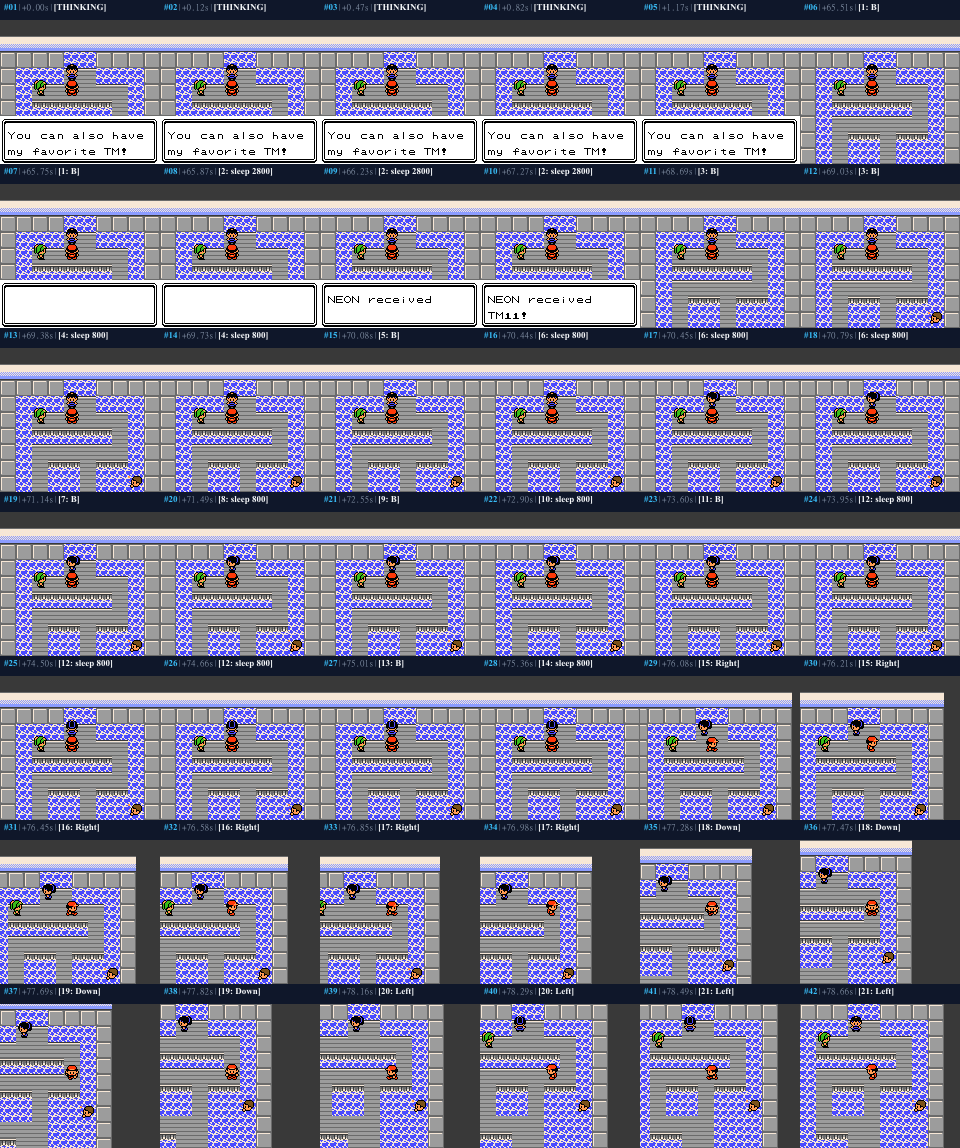 #01|+0.00s| [THINKING]
#02|+0.12s| [THINKING]
#03|+0.47s| [THINKING]
#04|+0.82s| [THINKING]
#05|+1.17s| [THINKING]
#06|+65.51s| [1: B]
You can also have
my favorite TM!
You can also have
my favorite TM!
You can also have
my favorite TM!
You can also have
my favorite TM!
You can also have
my favorite TM!
#07|+65.75s| [1: B]
#08|+65.87s| [2: sleep 2800]
#09|+66.23s| [2: sleep 2800]
#10|+67.27s| [2: sleep 2800]
#11|+68.69s| [3: B]
#12|+69.03s| [3: B]
NEON received
NEON received
TM11!
#13|+69.38s| [4: sleep 800]
#14|+69.73s| [4: sleep 800]
#15|+70.08s| [5: B]
#16|+70.44s| [6: sleep 800]
#17|+70.45s| [6: sleep 800]
#18|+70.79s| [6: sleep 800]
#19|+71.14s| [7: B]
#20|+71.49s| [8: sleep 800]
#21|+72.55s| [9: B]
#22|+72.90s| [10: sleep 800]
#23|+73.60s| [11: B]
#24|+73.95s| [12: sleep 800]
#25|+74.50s| [12: sleep 800]
#26|+74.66s| [12: sleep 800]
#27|+75.01s| [13: B]
#28|+75.36s| [14: sleep 800]
#29|+76.08s| [15: Right]
#30|+76.21s| [15: Right]
#31|+76.45s| [16: Right]
#32|+76.58s| [16: Right]
#33|+76.85s| [17: Right]
#34|+76.98s| [17: Right]
#35|+77.28s| [18: Down]
#36|+77.47s| [18: Down]
#37|+77.69s| [19: Down]
#38|+77.82s| [19: Down]
#39|+78.16s| [20: Left]
#40|+78.29s| [20: Left]
#41|+78.49s| [21: Left]
#42|+78.66s| [21: Left]